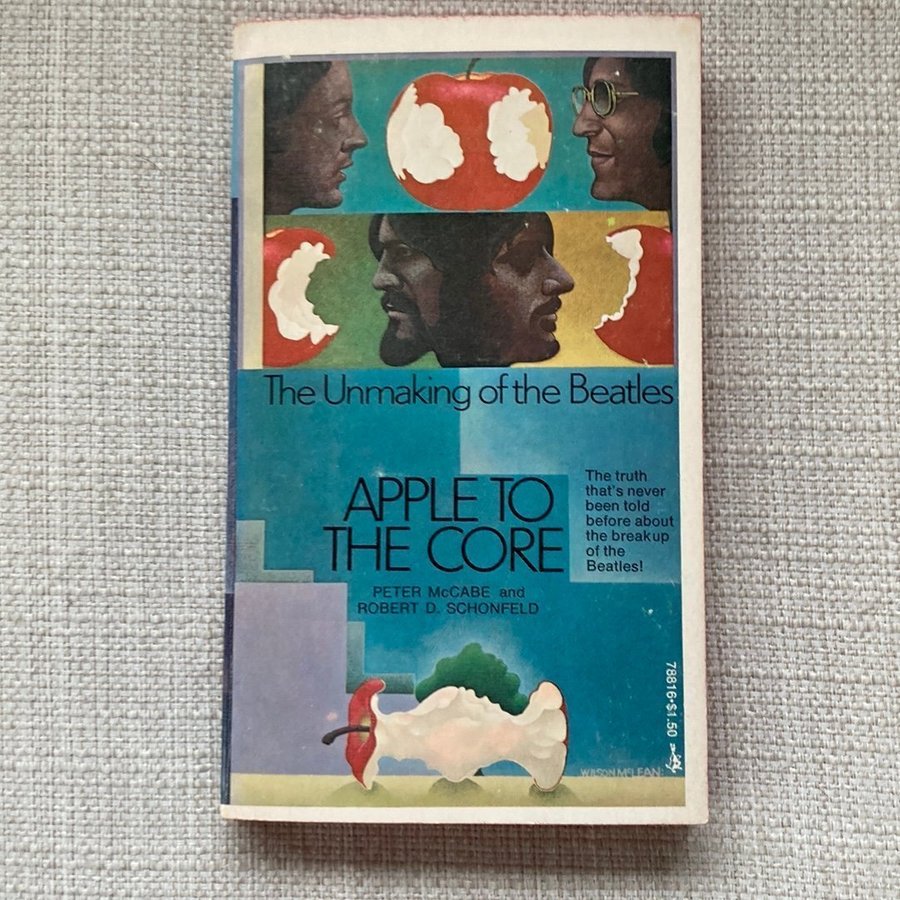 The Unmaking of the Beatles
APPLE TO
THE CORE
PETER McCABE and
ROBERT D. SCHONFELD
The truth
that's never
been told
before about
the breakup
of the
Beatles!
78816•$1.50
WILSON McLEAN